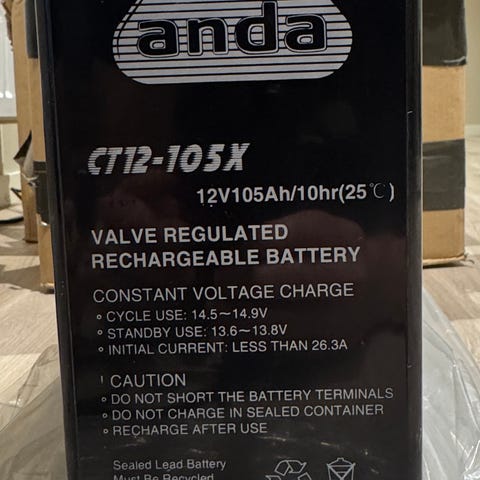 anda
CT12-105X
12V105Ah/10hr(25℃)
VALVE REGULATED
RECHARGEABLE BATTERY
CONSTANT VOLTAGE CHARGE
◦ CYCLE USE: 14.5～14.9V
◦ STANDBY USE: 13.6～13.8V
◦ INITIAL CURRENT: LESS THAN 26.3A
! CAUTION
◦ DO NOT SHORT THE BATTERY TERMINALS
◦ DO NOT CHARGE IN SEALED CONTAINER
◦ RECHARGE AFTER USE
Sealed Lead Battery
Must Be Recycled